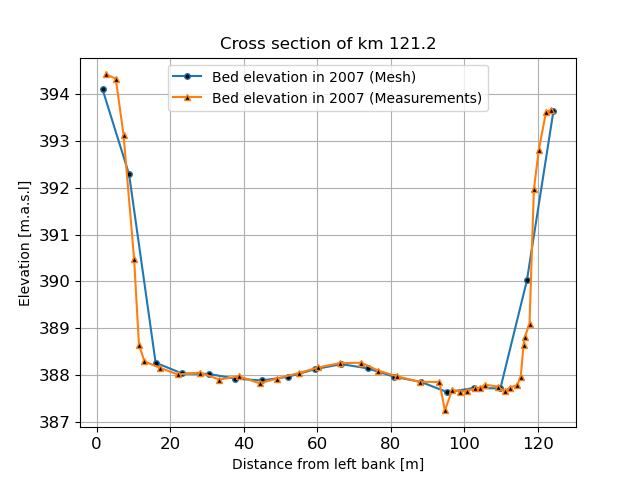 Cross section of km 121.2
Bed elevation in 2007 (Mesh)
Bed elevation in 2007 (Measurements)
Elevation [m.a.s.l]
394
393
392
391
390
389
388
387
0 20 40 60 80 100 120
Distance from left bank [m]